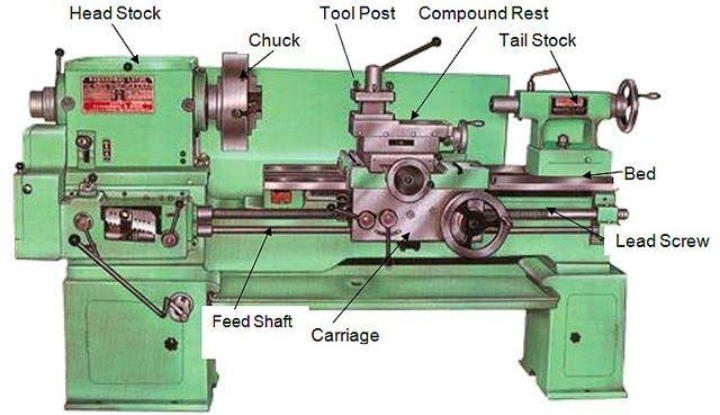 Head Stock
Tool Post
Compound Rest
Chuck
Tail Stock
Bed
Lead Screw
Feed Shaft
Carriage